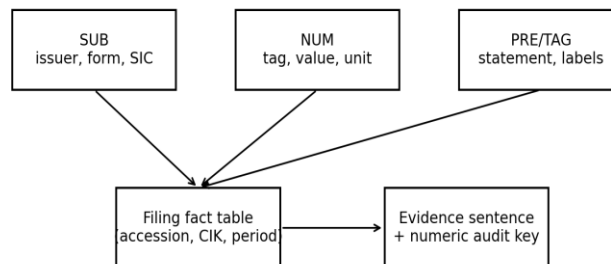 SUB
issuer, form, SIC
NUM
tag, value, unit
PRE/TAG
statement, labels
Filing fact table
[accession, CIK, period]
Evidence sentence
+ numeric audit key